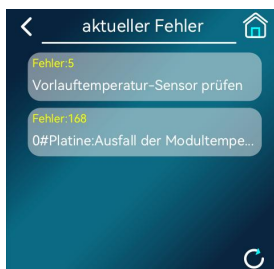 aktueller Fehler
Fehler:5
Vorlauftemperatur-Sensor prüfen
Fehler:168
0#Platine:Ausfall der Modultempe...